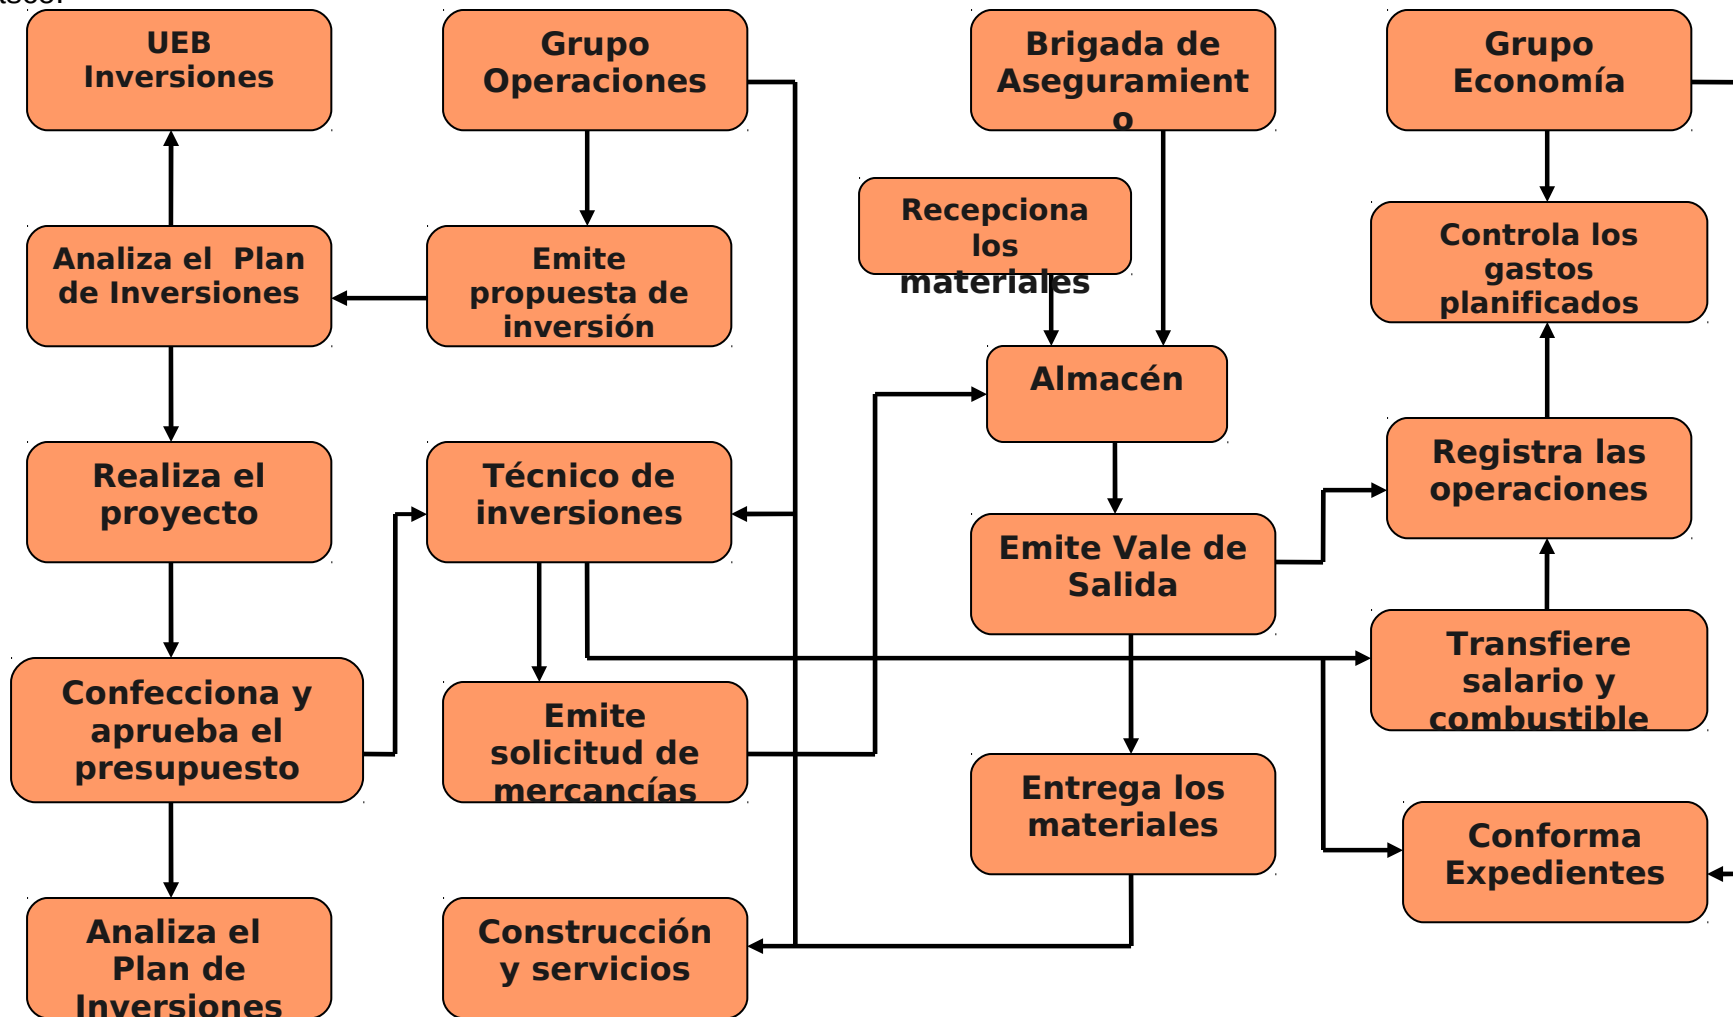 UEB
Inversiones
Grupo
Operaciones
Brigada de
Aseguramient
o
Grupo
Economía
Recepciona
los
materiales
Analiza el  Plan
de Inversiones
Emite
propuesta de
inversión
Controla los
gastos
planificados
Almacén
Realiza el
proyecto
Técnico de
inversiones
Registra las
operaciones
Emite Vale de
Salida
Confecciona y
aprueba el
presupuesto
Emite
solicitud de
mercancías
Transfiere
salario y
combustible
Entrega los
materiales
Conforma
Expedientes
Analiza el
Plan de
Inversiones
Construcción
y servicios